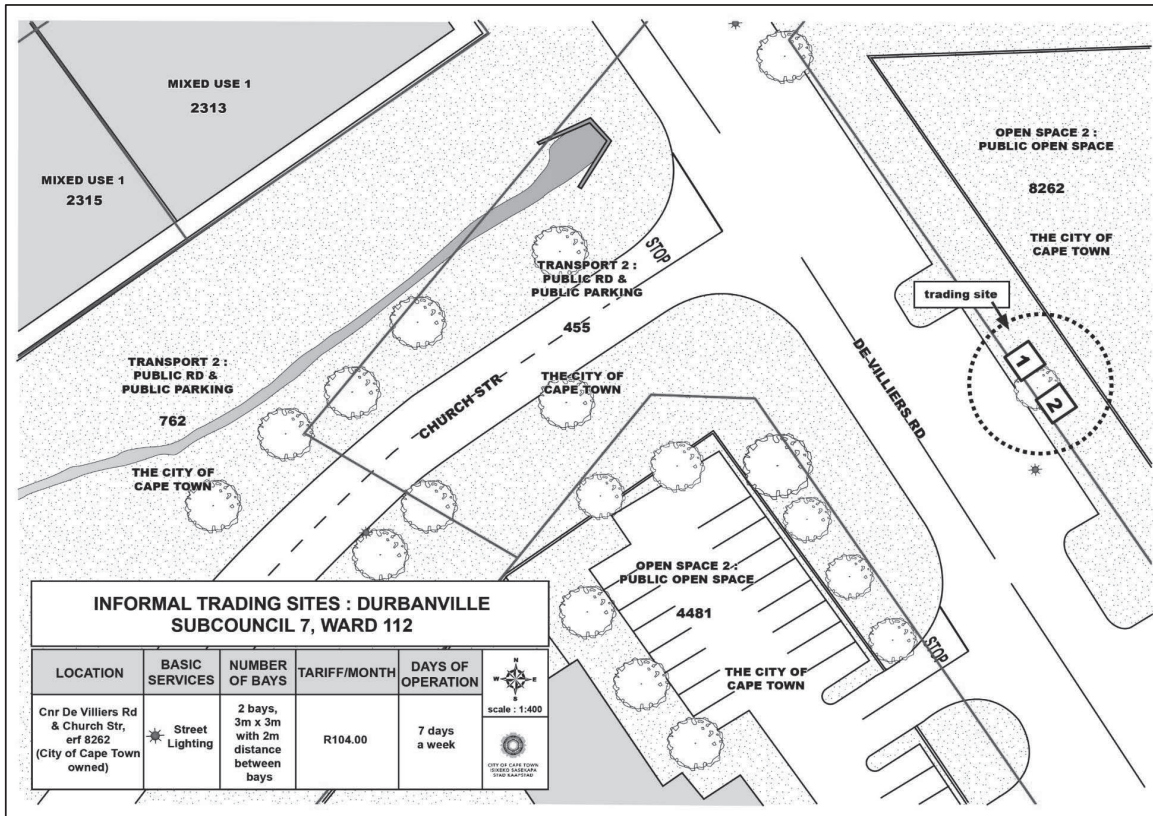 MIXED USE 1
2313
MIXED USE 1
2315
OPEN SPACE 2 :
PUBLIC OPEN SPACE
8262
THE CITY OF
CAPE TOWN
trading site
1
2
STOP
TRANSPORT 2 :
PUBLIC RD &
PUBLIC PARKING
455
THE CITY OF
CAPE TOWN
TRANSPORT 2 :
PUBLIC RD &
PUBLIC PARKING
762
THE CITY OF
CAPE TOWN
CHURCH STR
DE VILLIERS RD
OPEN SPACE 2 :
PUBLIC OPEN SPACE
4481
THE CITY OF
CAPE TOWN
STOP
INFORMAL TRADING SITES : DURBANVILLE
SUBCOUNCIL 7, WARD 112
LOCATION
BASIC
SERVICES
NUMBER
OF BAYS
TARIFF/MONTH
DAYS OF
OPERATION
N
W E
S
scale : 1:400
Cnr De Villiers Rd
& Church Str,
erf 8262
(City of Cape Town
owned)
Street
Lighting
2 bays,
3m x 3m
with 2m
distance
between
bays
R104.00
7 days
a week
CITY OF CAPE TOWN
ISIXEKO SASEKAPA
STAD KAAPSTAD